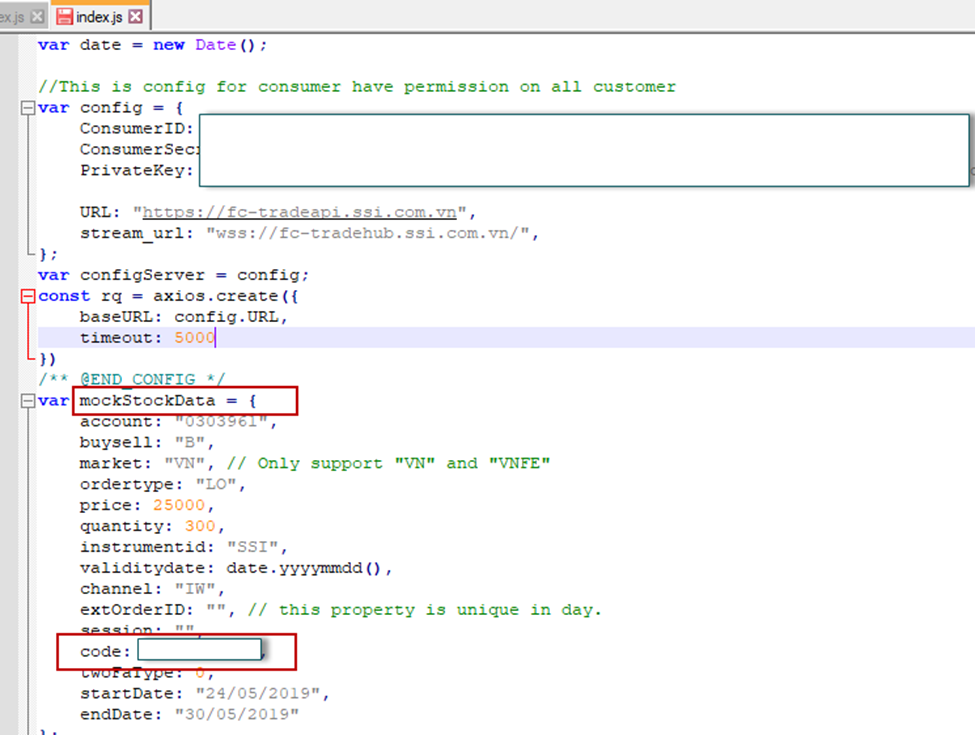 ex.js
index.js
var date = new Date();
//This is config for consumer have permission on all customer
var config = {
ConsumerID:
ConsumerSecr
PrivateKey:
URL: "https://fc-tradeapi.ssi.com.vn",
stream_url: "wss://fc-tradehub.ssi.com.vn/",
};
var configServer = config;
const rq = axios.create({
baseURL: config.URL,
timeout: 5000
})
/** @END_CONFIG */
var mockStockData = {
account: "0303961",
buysell: "B",
market: "VN", // Only support "VN" and "VNFE"
ordertype: "LO",
price: 25000,
quantity: 300,
instrumentid: "SSI",
validitydate: date.yyyymmdd(),
channel: "IW",
extOrderID: "", // this property is unique in day.
session: "",
code: ,
twoFaType: 0,
startDate: "24/05/2019",
endDate: "30/05/2019"
};